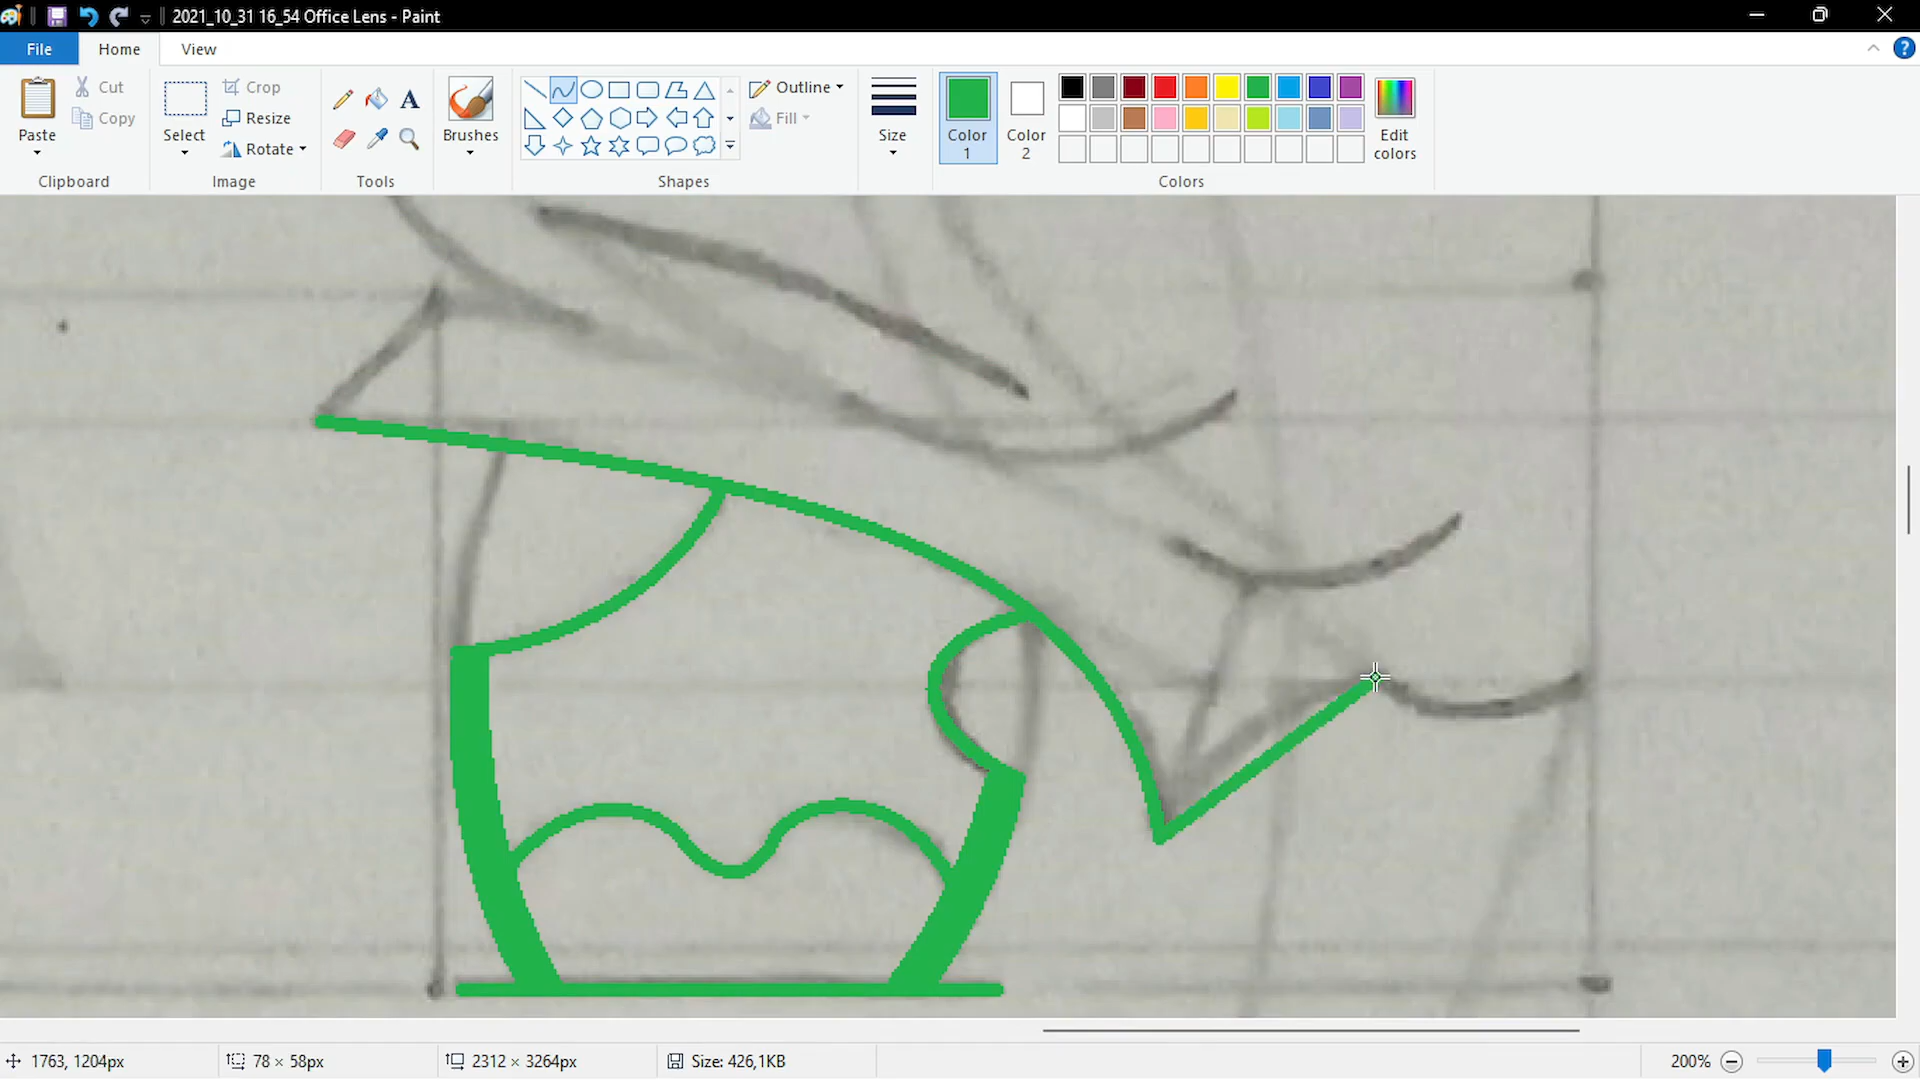 2021_10_31 16_54 Office Lens - Paint
File
Home
View
Paste
Cut
Copy
Clipboard
Select
Crop
Resize
Rotate
Image
A
Tools
Brushes
Outline
Fill
Shapes
Size
Color
1
Color
2
Edit
colors
Colors
?
1763, 1204px
78 × 58px
2312 × 3264px
Size: 426,1KB
200%